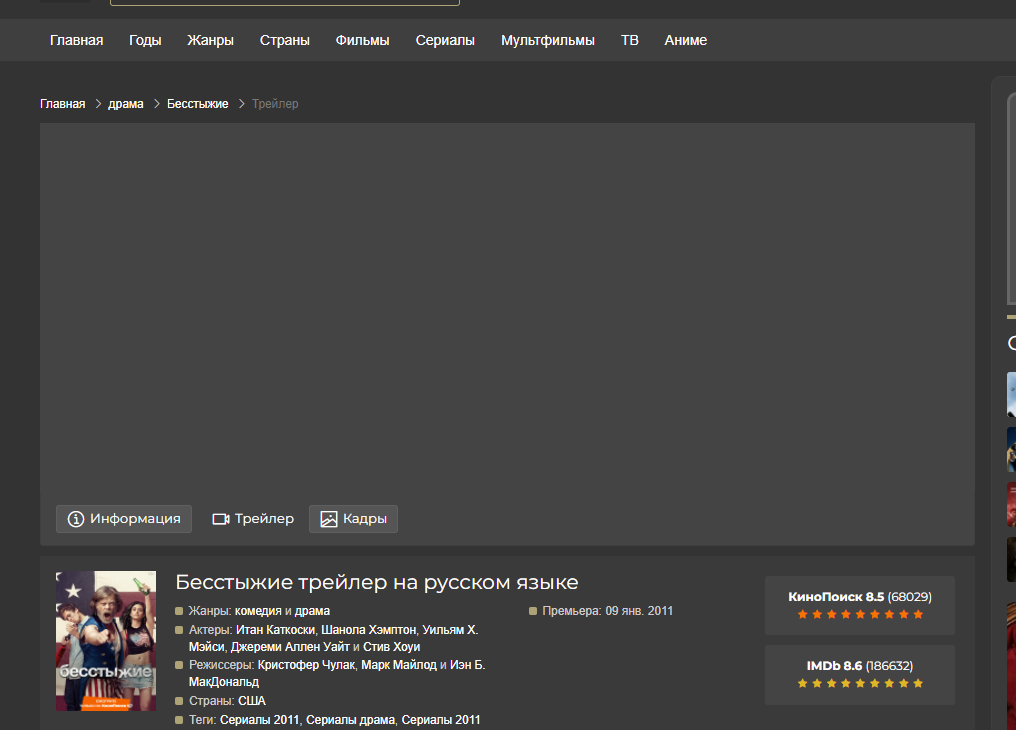 Главная Годы Жанры Страны Фильмы Сериалы Мультфильмы ТВ Аниме
Главная драма Бесстыжие Трейлер
Информация Трейлер Кадры
бесстыжие
Бесстыжие трейлер на русском языке
Жанры: комедия и драма
Актеры: Итан Каткоски, Шанола Хэмптон, Уильям Х.
Мэйси, Джереми Аллен Уайт и Стив Хоуи
Режиссеры: Кристофер Чулак, Марк Майлод и Иэн Б.
МакДональд
Страны: США
Теги: Сериалы 2011, Сериалы драма, Сериалы 2011
Премьера: 09 янв. 2011
КиноПоиск 8.5 (68029)
IMDb 8.6 (186632)